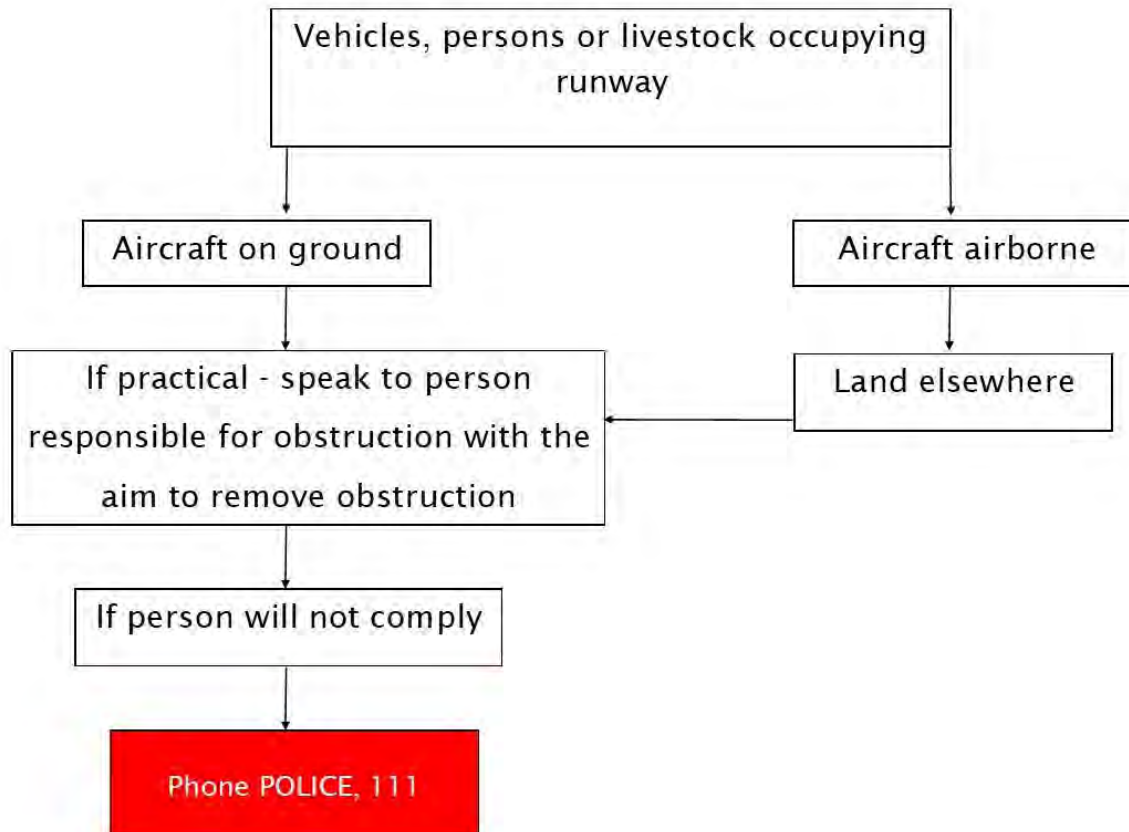 Vehicles, persons or livestock occupying
runway
Aircraft on ground
Aircraft airborne
If practical - speak to person
responsible for obstruction with the
aim to remove obstruction
Land elsewhere
If person will not comply
Phone POLICE, 111